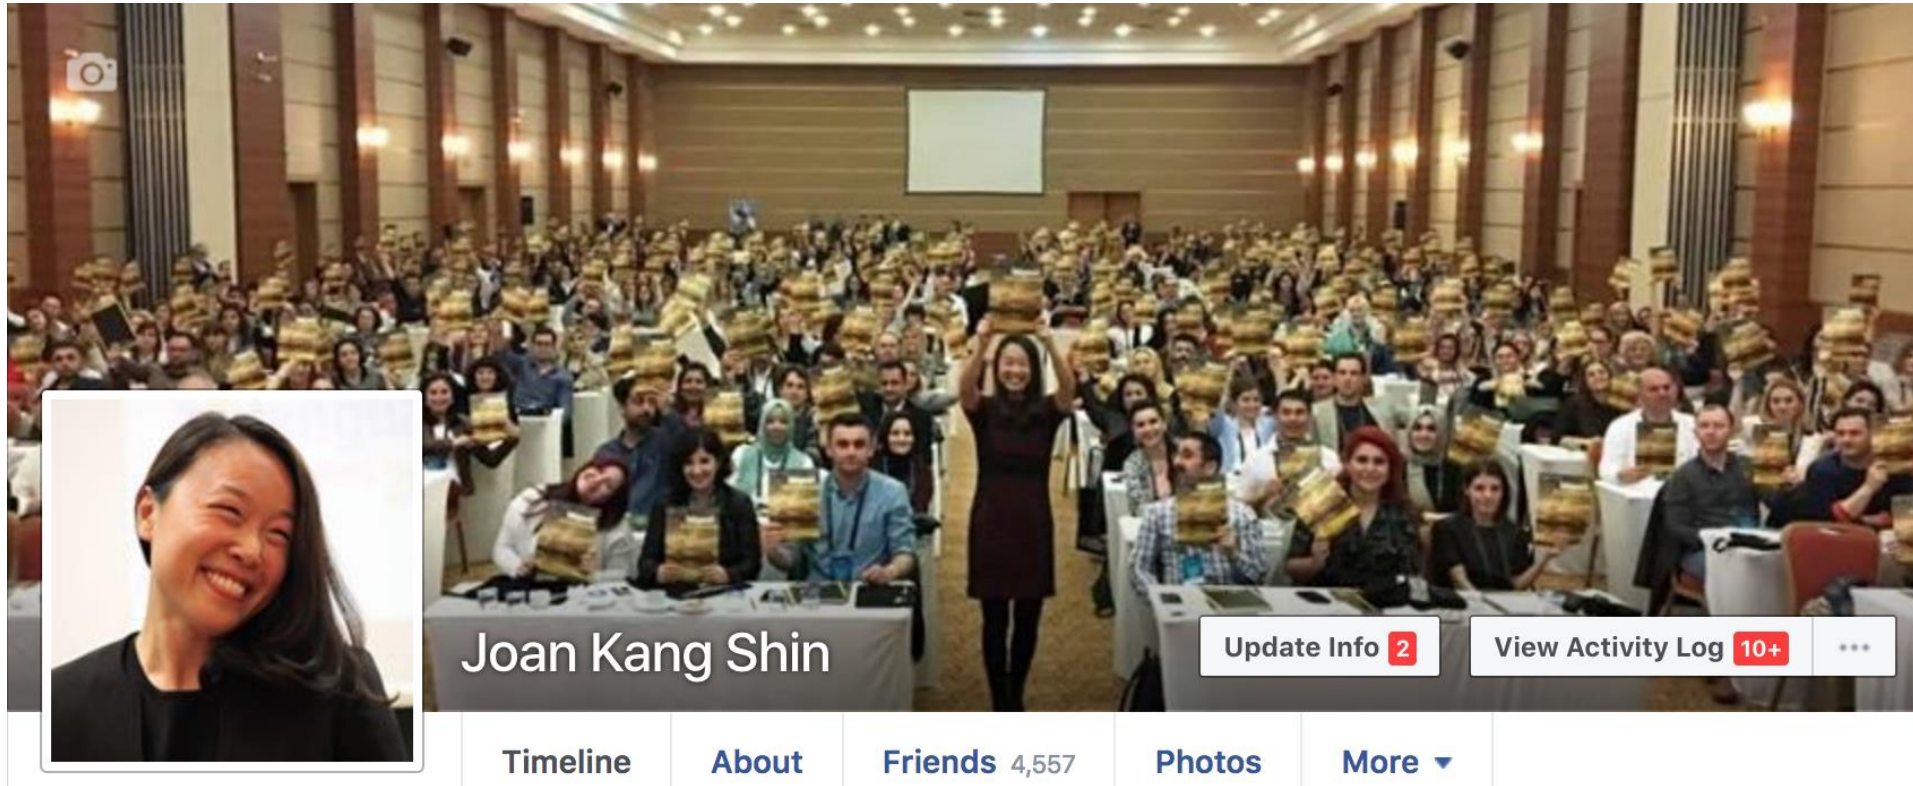 Joan Kang Shin
Update Info 2
View Activity Log 10+
Timeline About Friends 4,557 Photos More